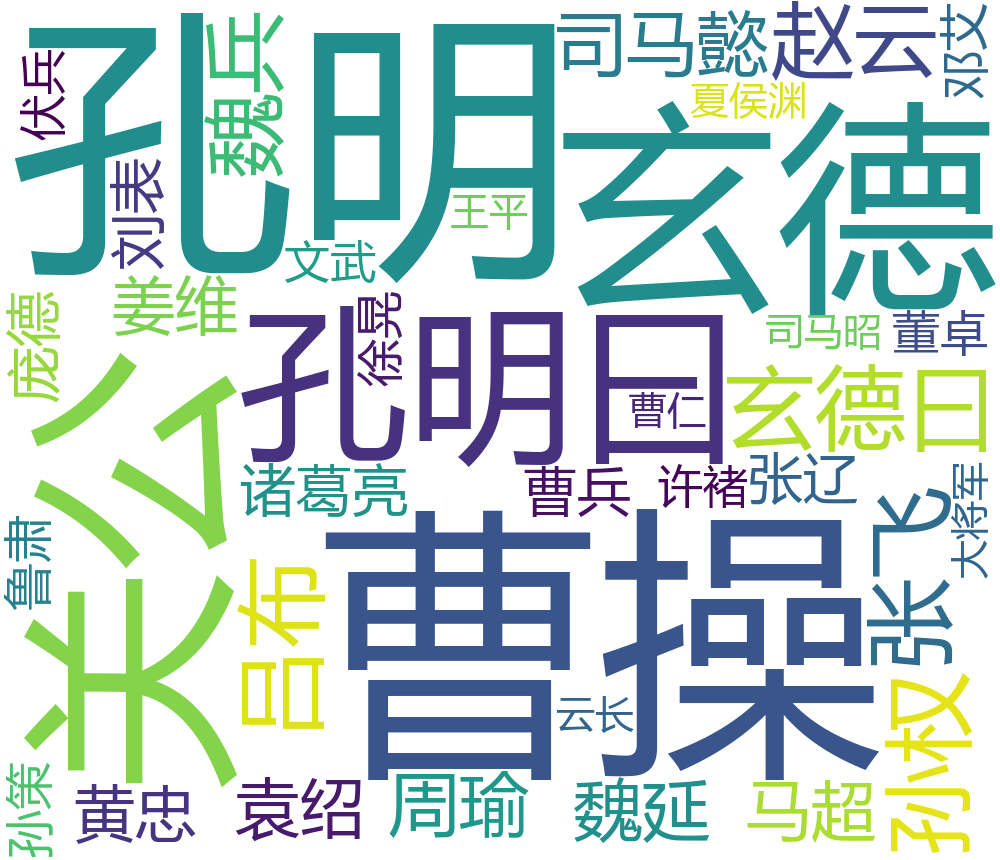 孔明
魏兵
伏兵
司马懿
赵云
邓艾
夏侯渊
玄德
刘表
王平
文武
姜维
庞德
徐晃
孔明曰
司马昭
董卓
玄德曰
曹仁
关公
诸葛亮
曹兵
许褚
张辽
大将军
鲁肃
吕布
曹操
张飞
云长
孙权
孙策
黄忠
袁绍
周瑜
魏延
马超